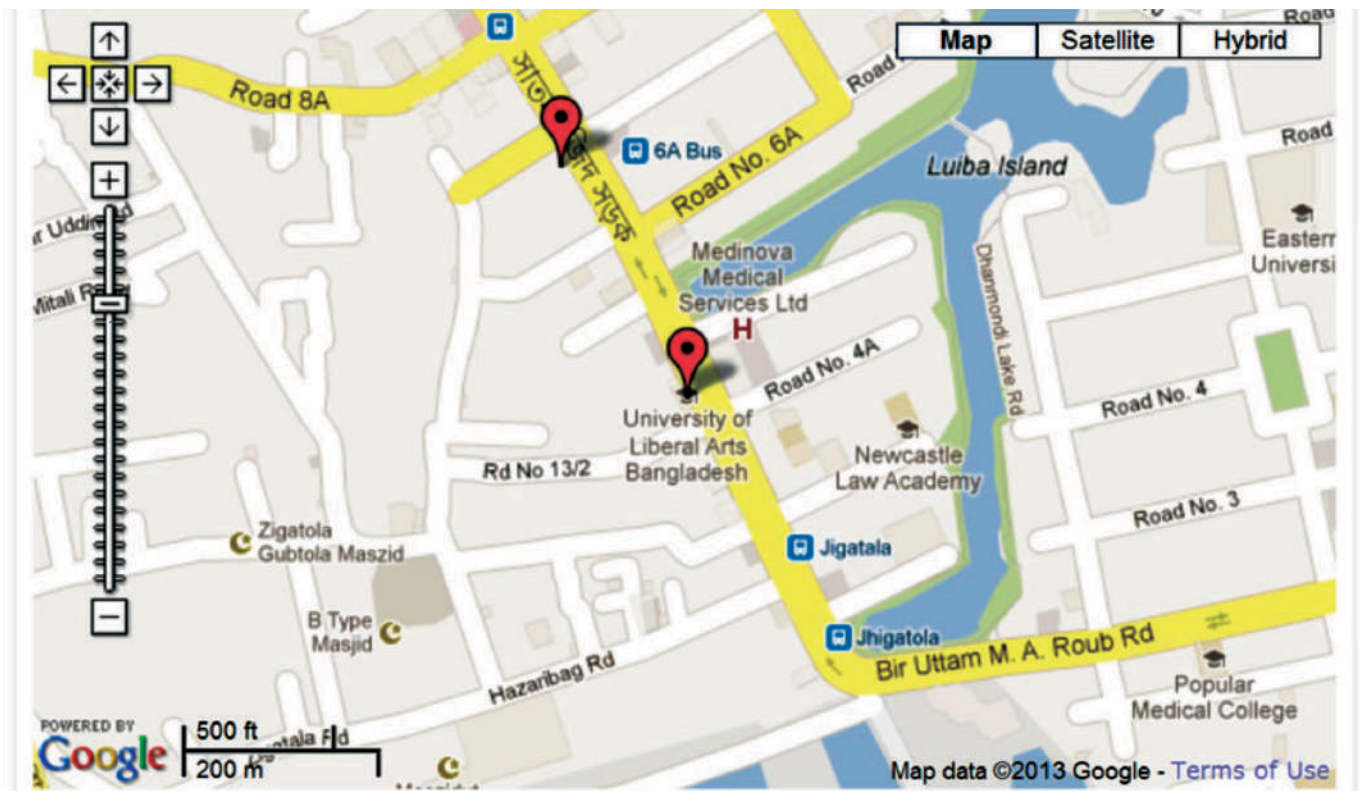 Map
Satellite
Hybrid
Road
Road 8A
Road
6A Bus
Road No. 6A
Luiba Island
Road
Medinova
Medical
Services Ltd
H
Eastern
Universi
Dhanmondi Lake Rd
Road No. 4A
Road No. 4
University of
Liberal Arts
Bangladesh
Newcastle
Law Academy
Rd No 13/2
Road No. 3
Zigatola
Gubtola Maszid
Jigatala
B Type
Masjid
Jhigatola
Bir Uttam M. A. Roub Rd
Hazaribag Rd
Popular
Medical College
POWERED BY
Google
500 ft
200 m
Map data ©2013 Google - Terms of Use